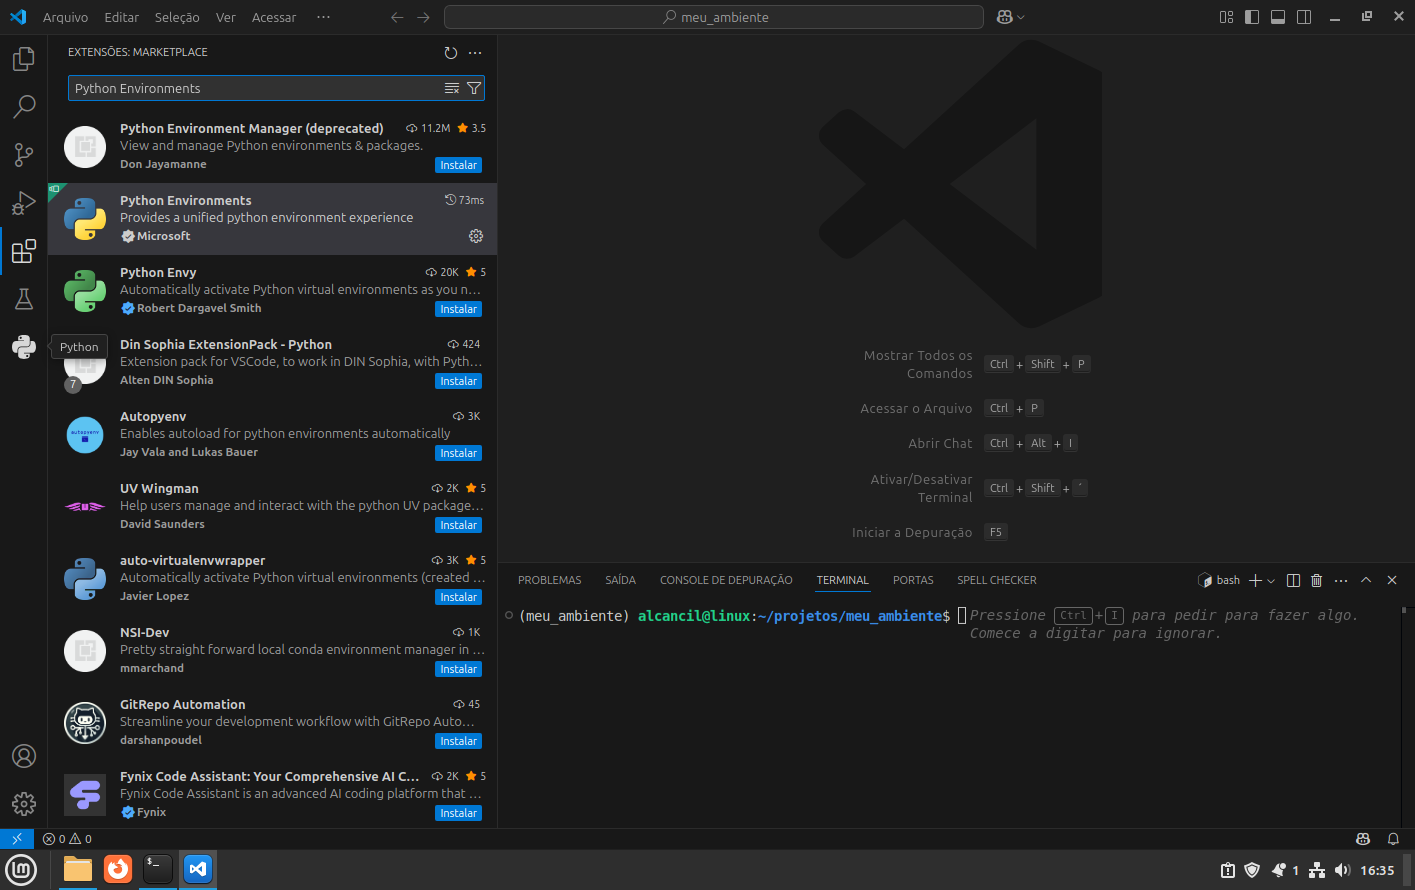 Arquivo Editar Seleção Ver Acessar ···
meu_ambiente
EXTENSÕES: MARKETPLACE
Python Environments
Python Environment Manager (deprecated) 11.2M 3.5
View and manage Python environments & packages.
Don Jayamanne Instalar
Python Environments 73ms
Provides a unified python environment experience
Microsoft
Python Envy 20K 5
Automatically activate Python virtual environments as you n...
Robert Dargavel Smith Instalar
Python
Din Sophia ExtensionPack - Python 424
Extension pack for VSCode, to work in DIN Sophia, with Pyth...
7
Alten DIN Sophia Instalar
Autopyenv 3K
Enables autoload for python environments automatically
autopyenv
Jay Vala and Lukas Bauer Instalar
UV Wingman 2K 5
Help users manage and interact with the python UV package...
David Saunders Instalar
auto-virtualenvwrapper 3K 5
Automatically activate Python virtual environments (created ...
Javier Lopez Instalar
NSI-Dev 1K
Pretty straight forward local conda environment manager in ...
mmarchand Instalar
GitRepo Automation 45
Streamline your development workflow with GitRepo Auto...
darshanpoudel Instalar
Fynix Code Assistant: Your Comprehensive AI C... 2K 5
Fynix Code Assistant is an advanced AI coding platform that ...
Fynix Instalar
Mostrar Todos os
Comandos Ctrl + Shift + P
Acessar o Arquivo Ctrl + P
Abrir Chat Ctrl + Alt + I
Ativar/Desativar
Terminal Ctrl + Shift + ´
Iniciar a Depuração F5
PROBLEMAS SAÍDA CONSOLE DE DEPURAÇÃO TERMINAL PORTAS SPELL CHECKER bash
(meu_ambiente) alcancil@linux:~/projetos/meu_ambiente$ Pressione Ctrl+I para pedir para fazer algo.
Comece a digitar para ignorar.
0 0
1 16:35